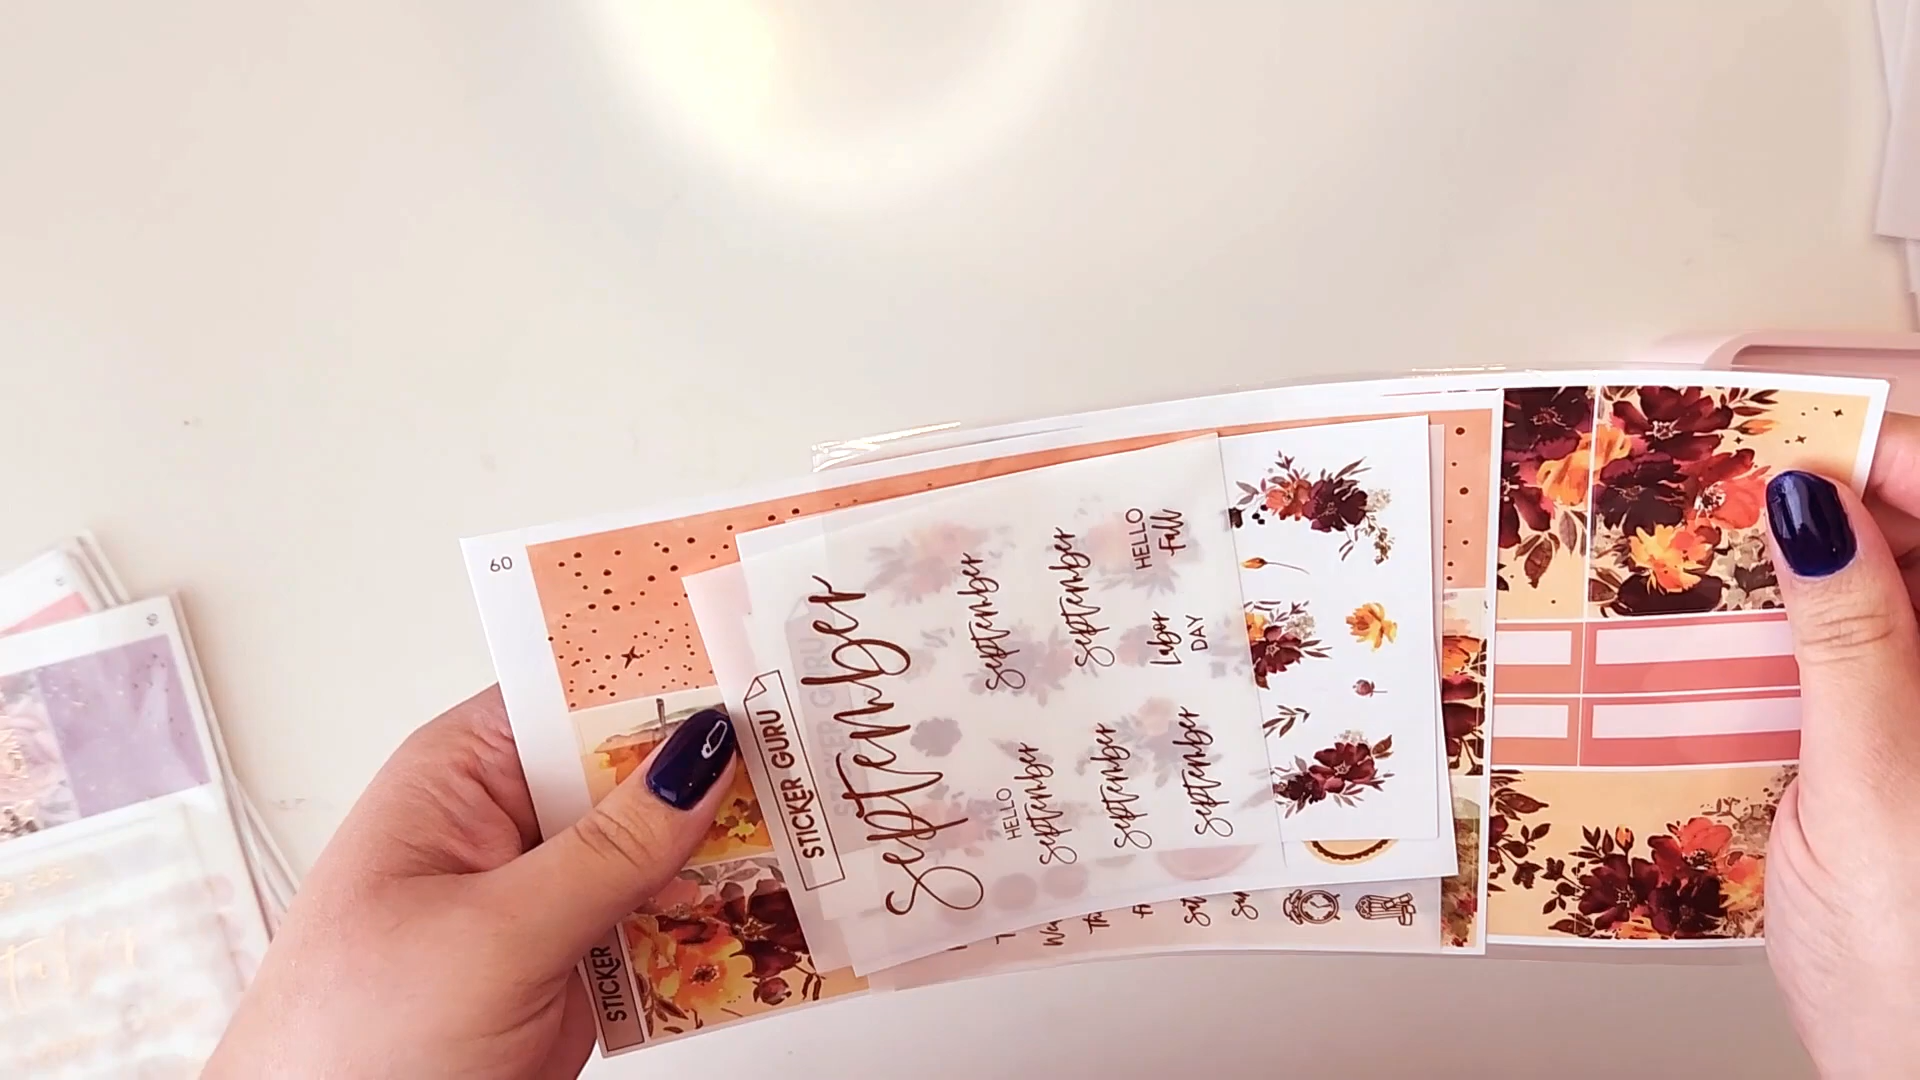 60
STICKER GURU
September
September
September
HELLO
Fall
Labor
DAY
HELLO
September
September
September
STICKER